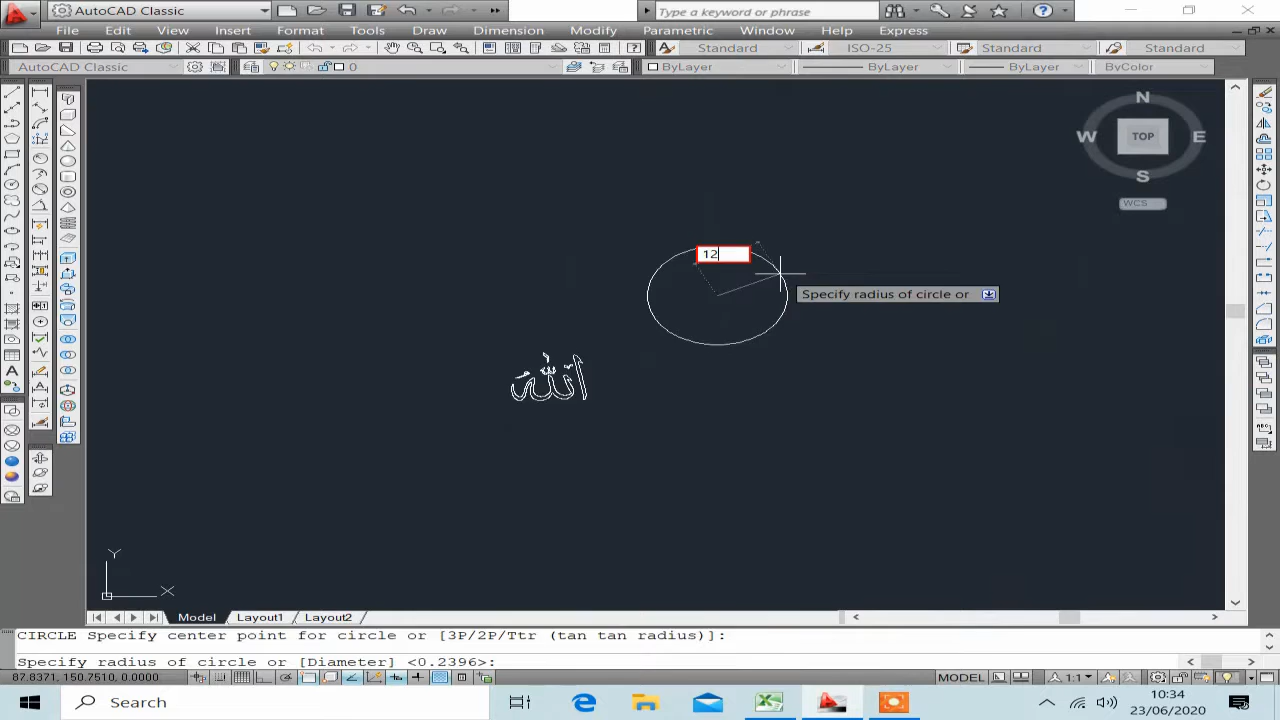 AutoCAD Classic
Type a keyword or phrase
File Edit View Insert Format Tools Draw Dimension Modify Parametric Window Help Express
Standard ISO-25 Standard Standard
AutoCAD Classic 0 ByLayer ByLayer ByLayer ByColor
N
W TOP E
S
WCS
12
Specify radius of circle or
الله
Y
X
Model Layout1 Layout2
CIRCLE Specify center point for circle or [3P/2P/Ttr (tan tan radius)]:
Specify radius of circle or [Diameter] <0.2396>:
87.8371, 150.7510, 0.0000 MODEL 1:1
Search
10:34
23/06/2020